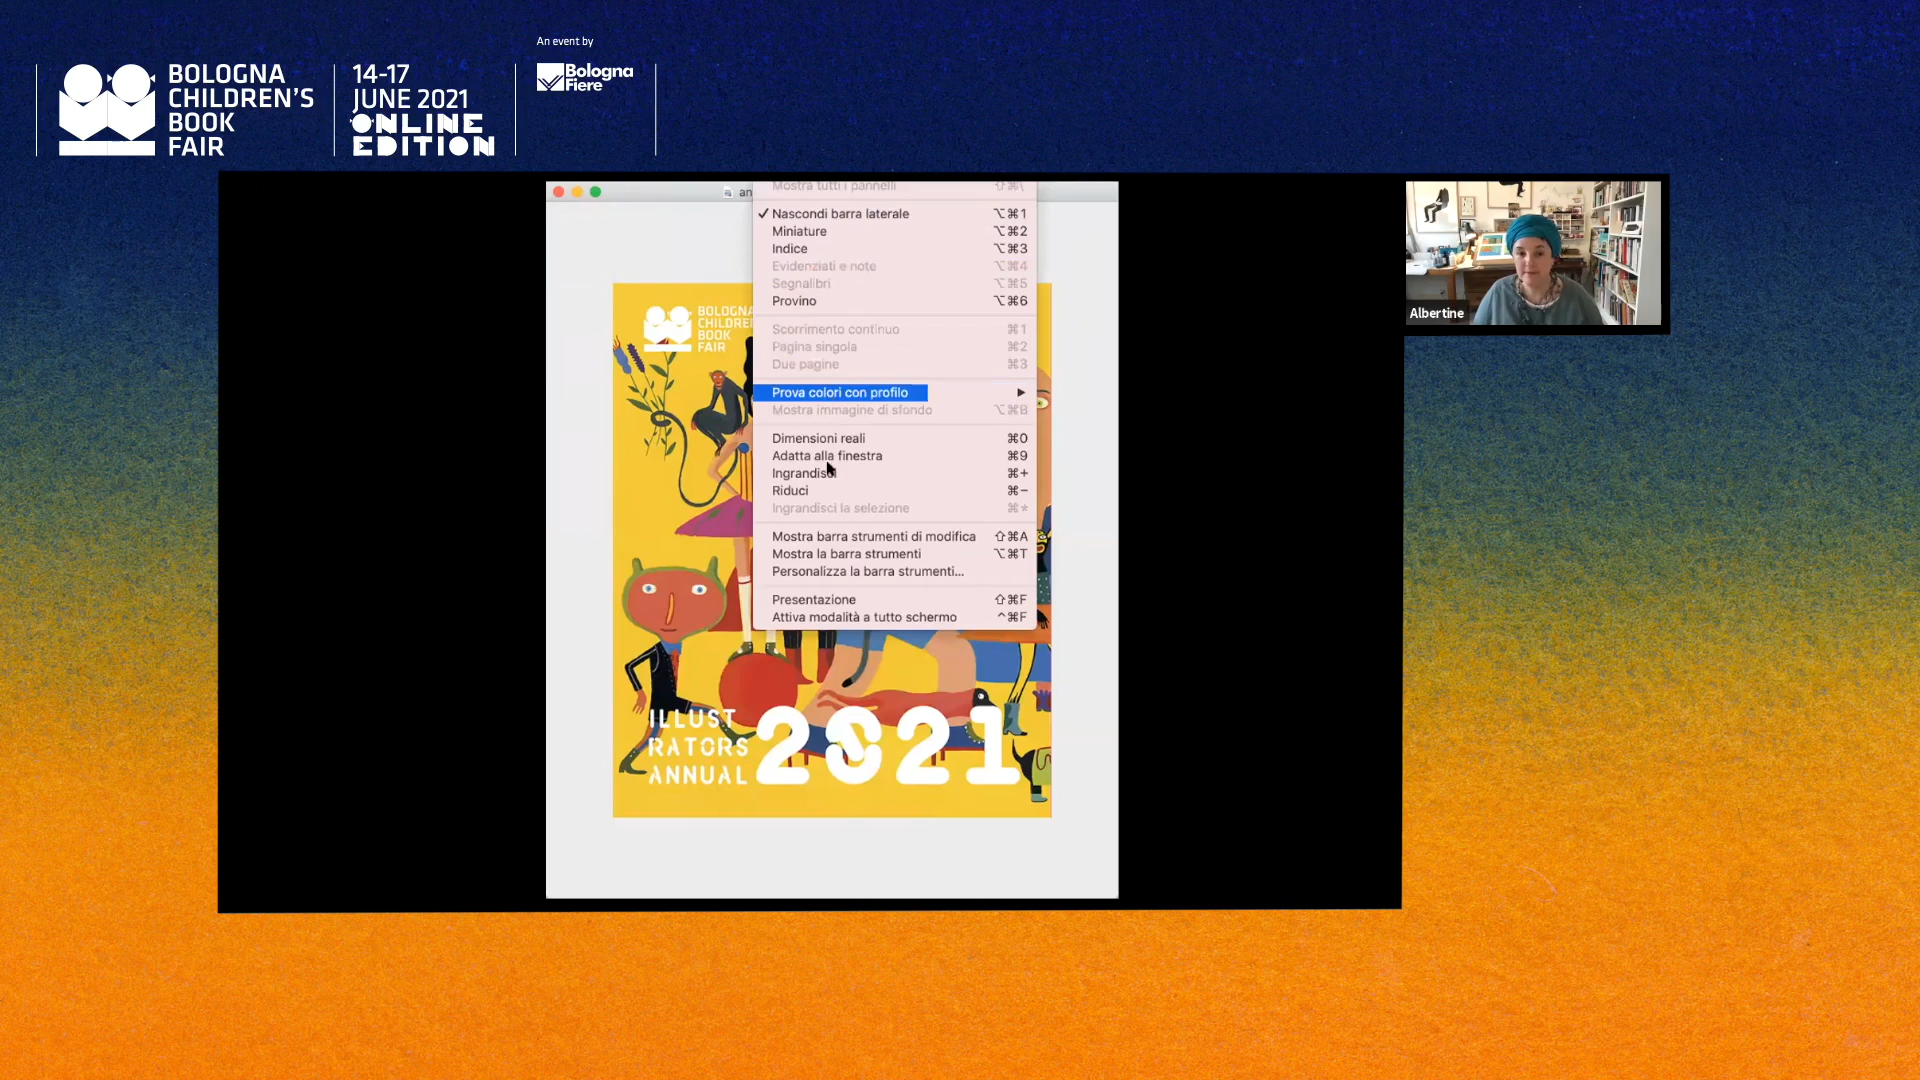 An event by
BOLOGNA
CHILDREN'S
BOOK
FAIR
14-17
JUNE 2021
ONLINE
EDITION
Bologna
Fiere
an
Mostra tutti i pannelli ⇧⌘\
✓ Nascondi barra laterale ⌥⌘1
Miniature ⌥⌘2
Indice ⌥⌘3
Evidenziati e note ⌥⌘4
Segnalibri ⌥⌘5
Provino ⌥⌘6
Scorrimento continuo ⌘1
Pagina singola ⌘2
Due pagine ⌘3
Prova colori con profilo ▶
Mostra immagine di sfondo ⌥⌘B
Dimensioni reali ⌘0
Adatta alla finestra ⌘9
Ingrandisci ⌘+
Riduci ⌘−
Ingrandisci la selezione ⌘*
Mostra barra strumenti di modifica ⇧⌘A
Mostra la barra strumenti ⌥⌘T
Personalizza la barra strumenti...
Presentazione ⇧⌘F
Attiva modalità a tutto schermo ^⌘F
BOLOGNA
CHILDREN
BOOK
FAIR
ILLUST
RATORS
ANNUAL
2021
Albertine